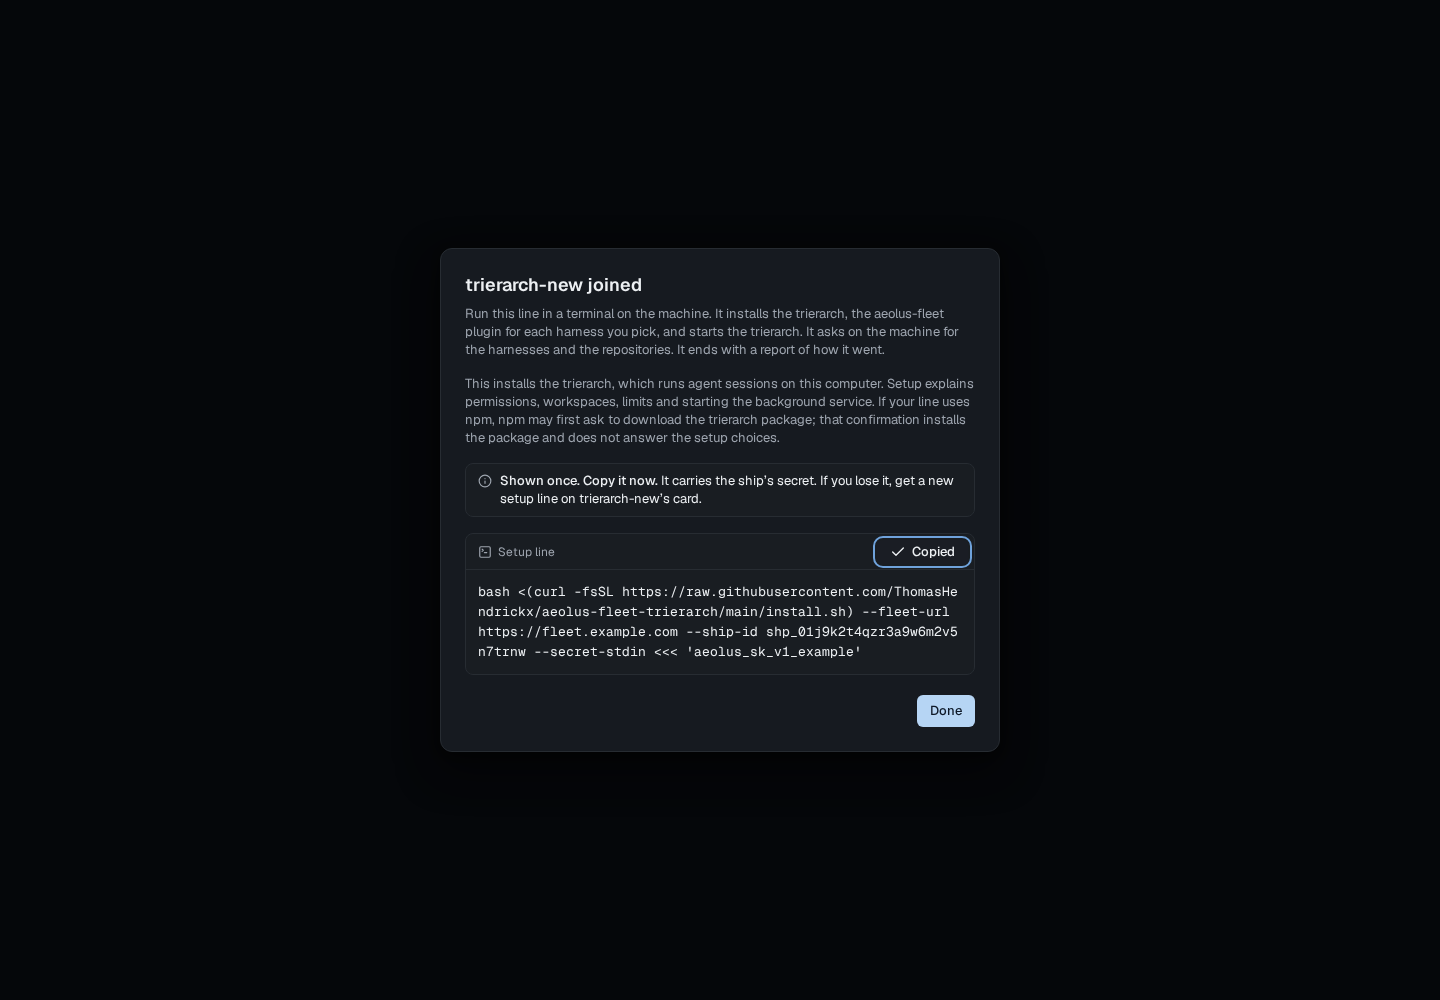 trierarch-new joined
Run this line in a terminal on the machine. It installs the trierarch, the aeolus-fleet
plugin for each harness you pick, and starts the trierarch. It asks on the machine for
the harnesses and the repositories. It ends with a report of how it went.
This installs the trierarch, which runs agent sessions on this computer. Setup explains
permissions, workspaces, limits and starting the background service. If your line uses
npm, npm may first ask to download the trierarch package; that confirmation installs
the package and does not answer the setup choices.
Shown once. Copy it now. It carries the ship's secret. If you lose it, get a new
setup line on trierarch-new's card.
Setup line
Copied
bash <(curl -fsSL https://raw.githubusercontent.com/ThomasHe
ndrickx/aeolus-fleet-trierarch/main/install.sh) --fleet-url
https://fleet.example.com --ship-id shp_01j9k2t4qzr3a9w6m2v5
n7trnw --secret-stdin <<< 'aeolus_sk_v1_example'
Done